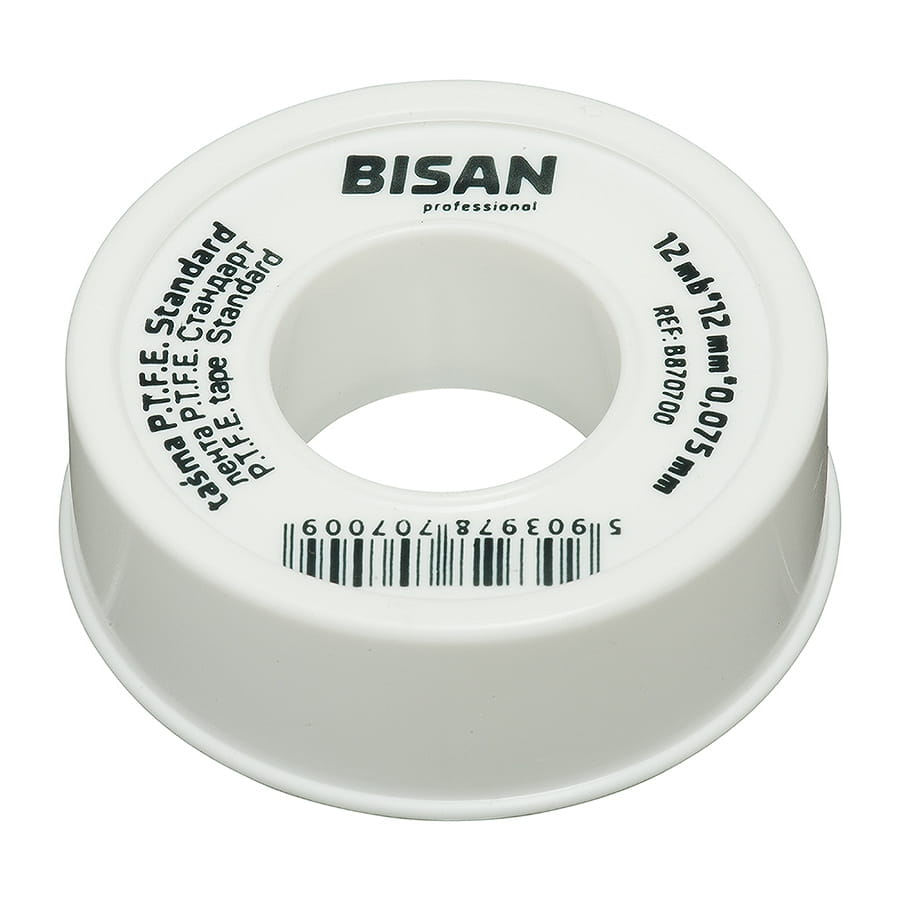 BISAN
professional
taśma P.T.F.E. Standard
лента P.T.F.E. Стандарт
P.T.F.E. tape Standard
12 mb*12 mm*0,075 mm
REF: B870700
5 903978 707009